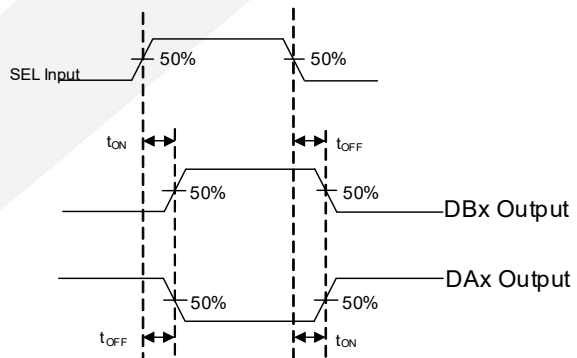 SEL Input
50%
50%
tON
tOFF
50%
50%
DBx Output
50%
50%
DAx Output
tOFF
tON